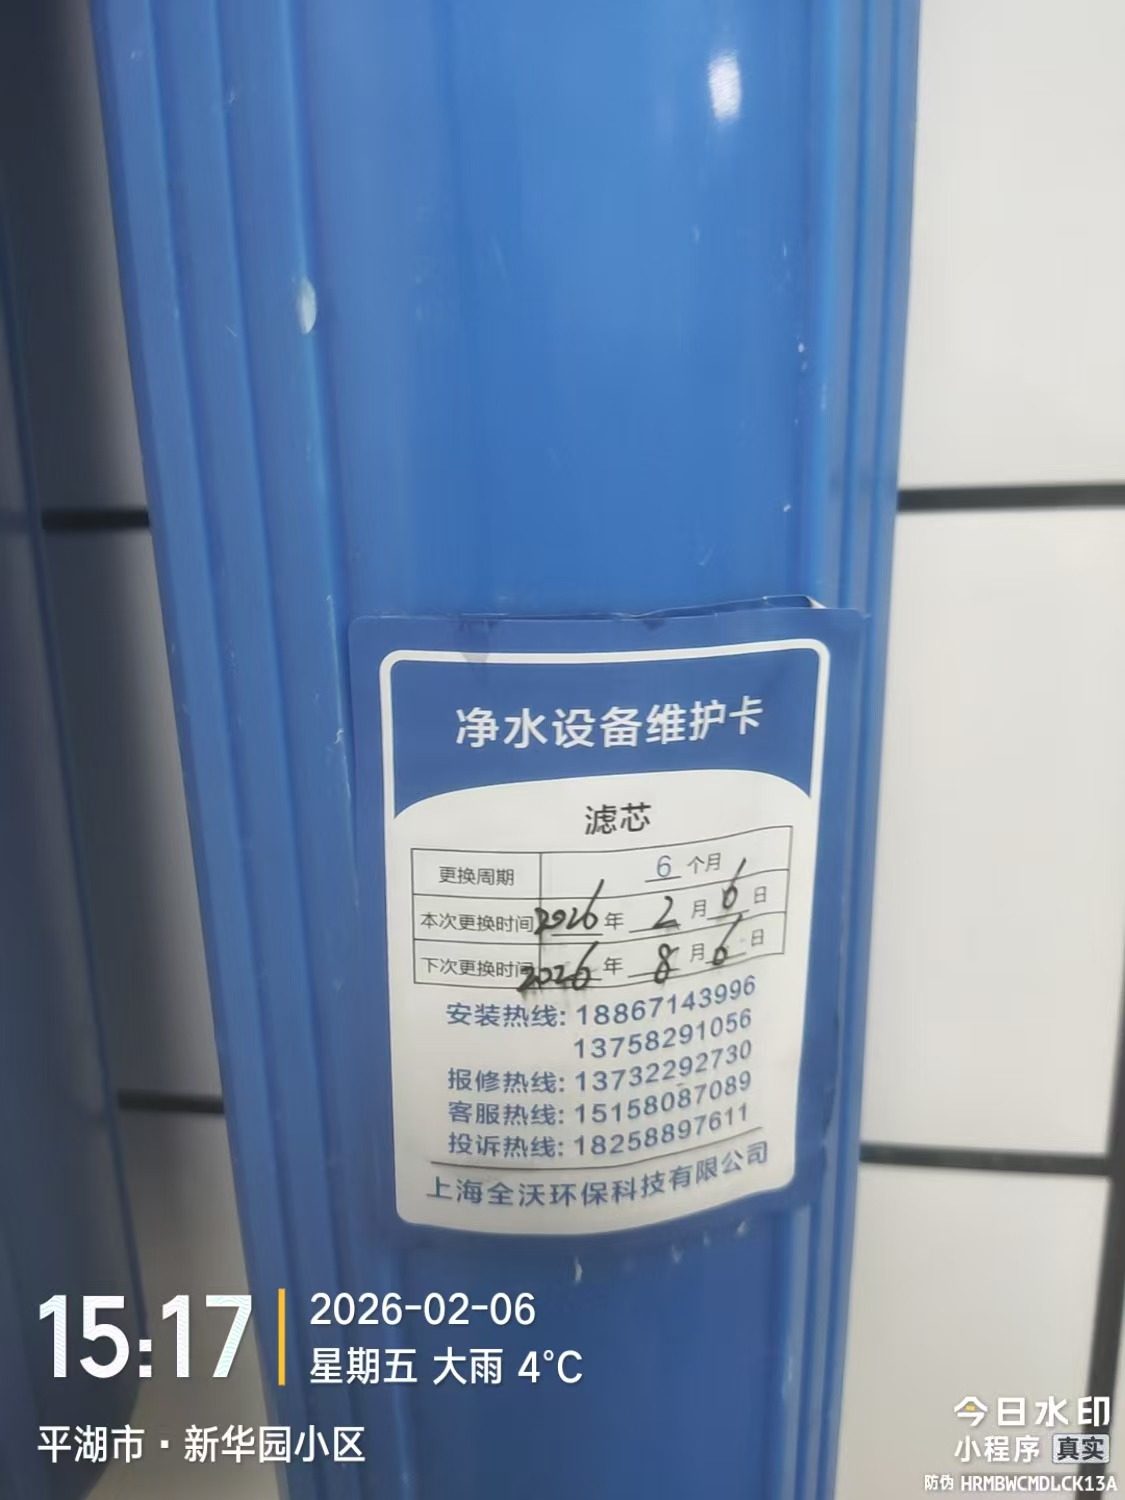 净水设备维护卡
滤芯
更换周期 6 个月
本次更换时间 2026 年 2 月 6 日
下次更换时间 2026 年 8 月 6 日
安装热线: 18867143996
13758291056
报修热线: 13732292730
客服热线: 15158087089
投诉热线: 18258897611
上海全沃环保科技有限公司
15:17
2026-02-06
星期五 大雨 4°C
平湖市·新华园小区
今日水印
小程序 真实
防伪 HRMBWCMDLCK13A